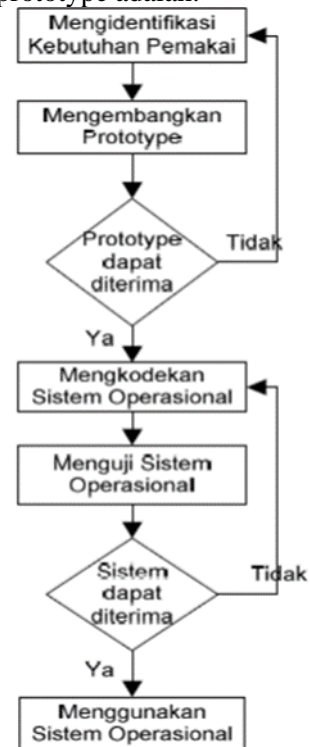 prototype adalah:
Mengidentifikasi
Kebutuhan Pemakai
Mengembangkan
Prototype
Prototype
dapat
diterima
Tidak
Ya
Mengkodekan
Sistem Operasional
Menguji Sistem
Operasional
Sistem
dapat
diterima
Tidak
Ya
Menggunakan
Sistem Operasional